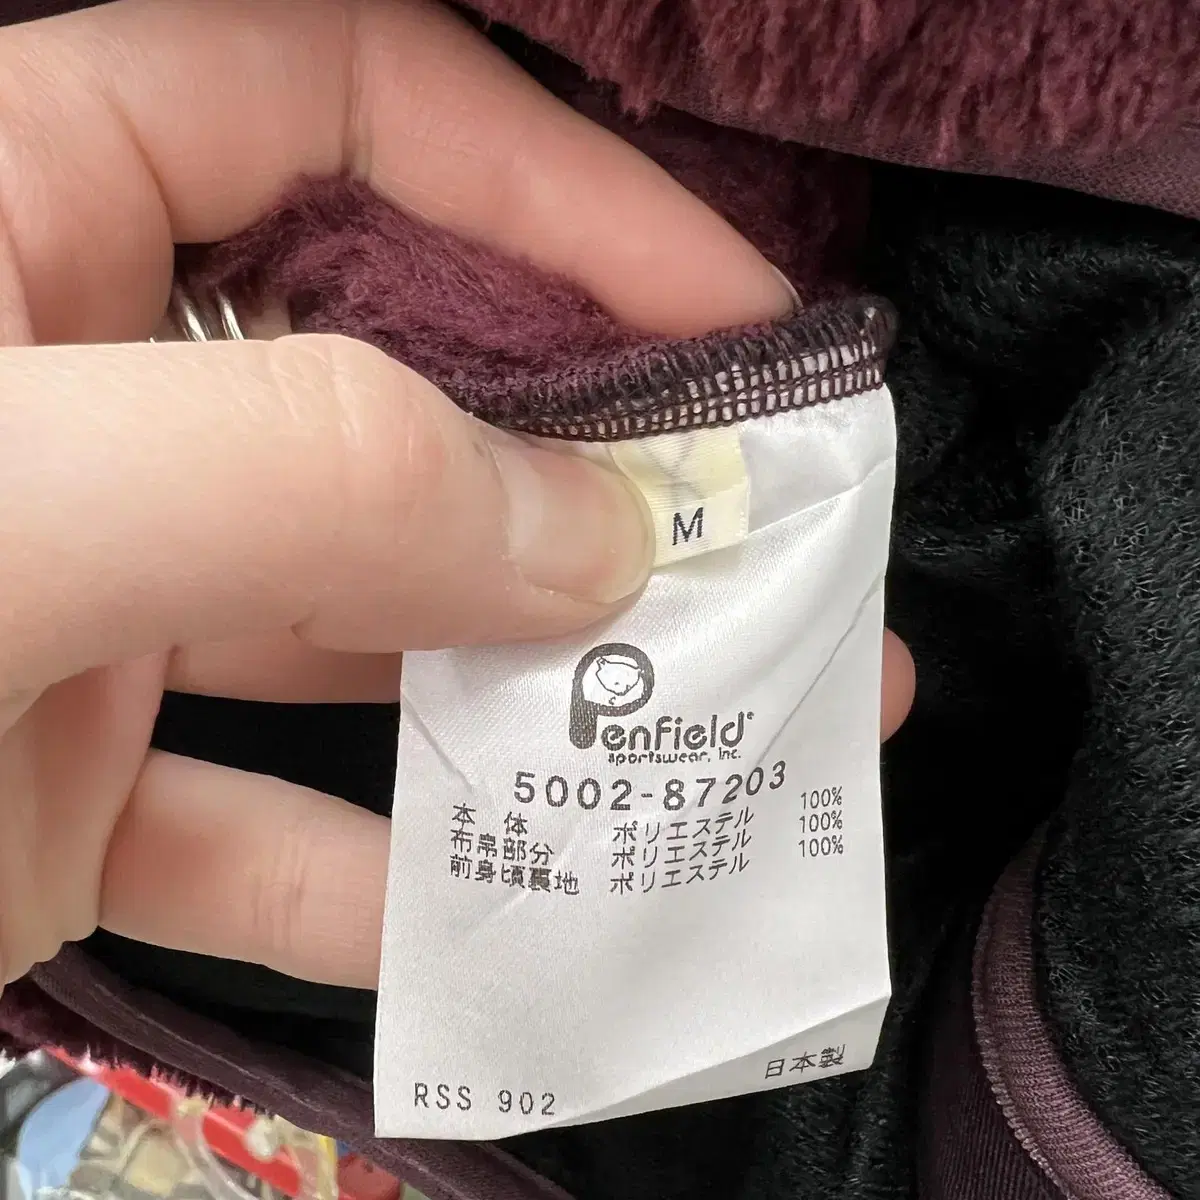 M
Penfield
sportswear, inc.
5002-87203
本体 ポリエステル 100%
布帛部分 ポリエステル 100%
前身頃裏地 ポリエステル 100%
RSS 902
日本製